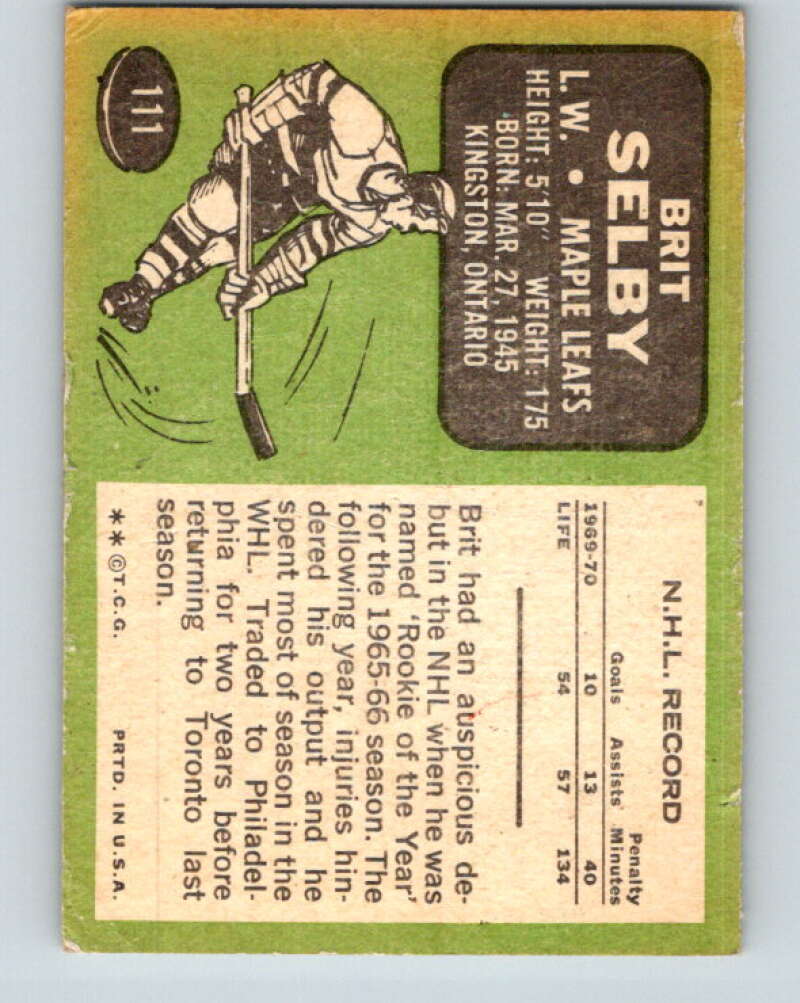 BRIT
SELBY
L.W. • MAPLE LEAFS
HEIGHT: 5'10" WEIGHT: 175
BORN: MAR. 27, 1945
KINGSTON, ONTARIO
111
N.H.L. RECORD
Penalty
Goals Assists Minutes
1969-70 10 13 40
LIFE 54 57 134
Brit had an auspicious de-
but in the NHL when he was
named 'Rookie of the Year'
for the 1965-66 season. The
following year, injuries hin-
dered his output and he
spent most of season in the
WHL. Traded to Philadel-
phia for two years before
returning to Toronto last
season.
**©T.C.G. PRTD. IN U.S.A.